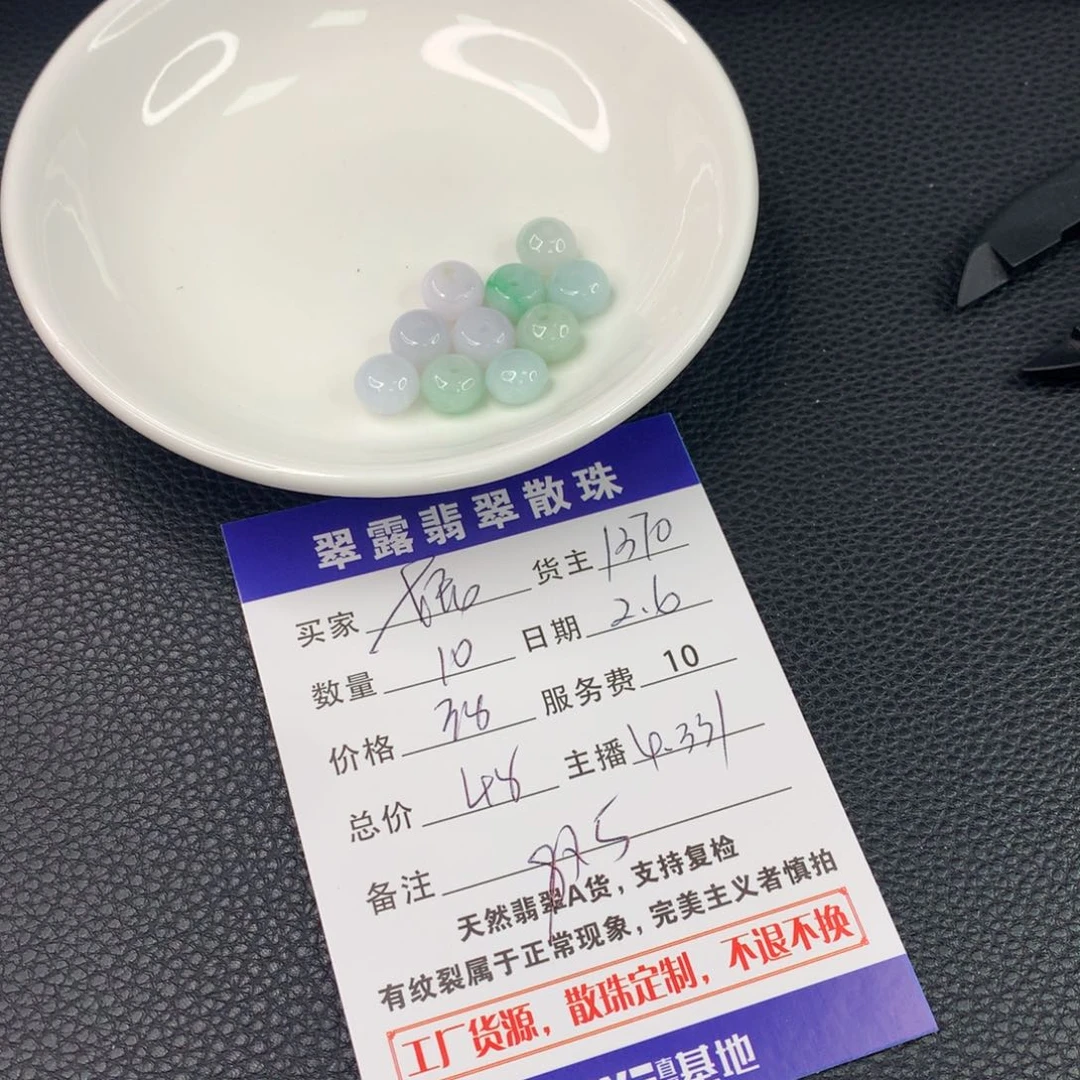 翠露翡翠散珠
买家 货主 1370
数量 10 日期 2.6
价格 38 服务费 10
总价 48 主播
备注
天然翡翠A货，支持复检
有纹裂属于正常现象，完美主义者慎拍
工厂货源，散珠定制，不退不换
基地